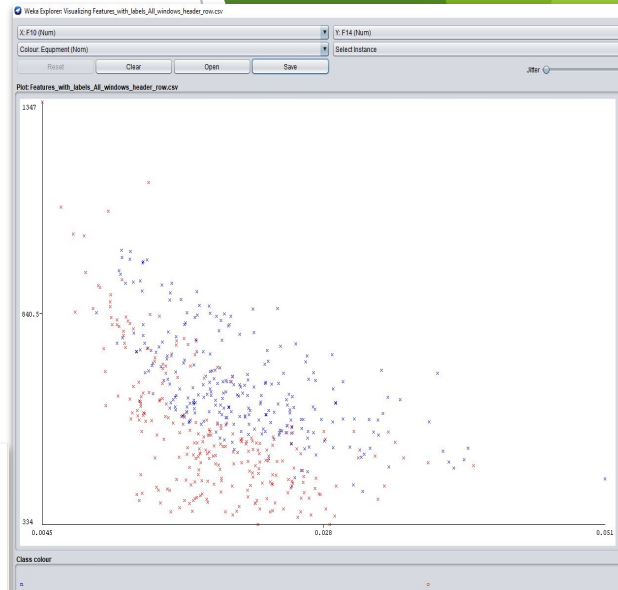 Weka Explorer: Visualizing Features_with_labels_All_windows_header_row.csv
X: F10 (Num)
Y: F14 (Num)
Colour: Equpment (Nom)
Select Instance
Reset
Clear
Open
Save
Jitter
Plot: Features_with_labels_All_windows_header_row.csv
1347
840.5
334
0.0045
0.028
0.051
Class colour